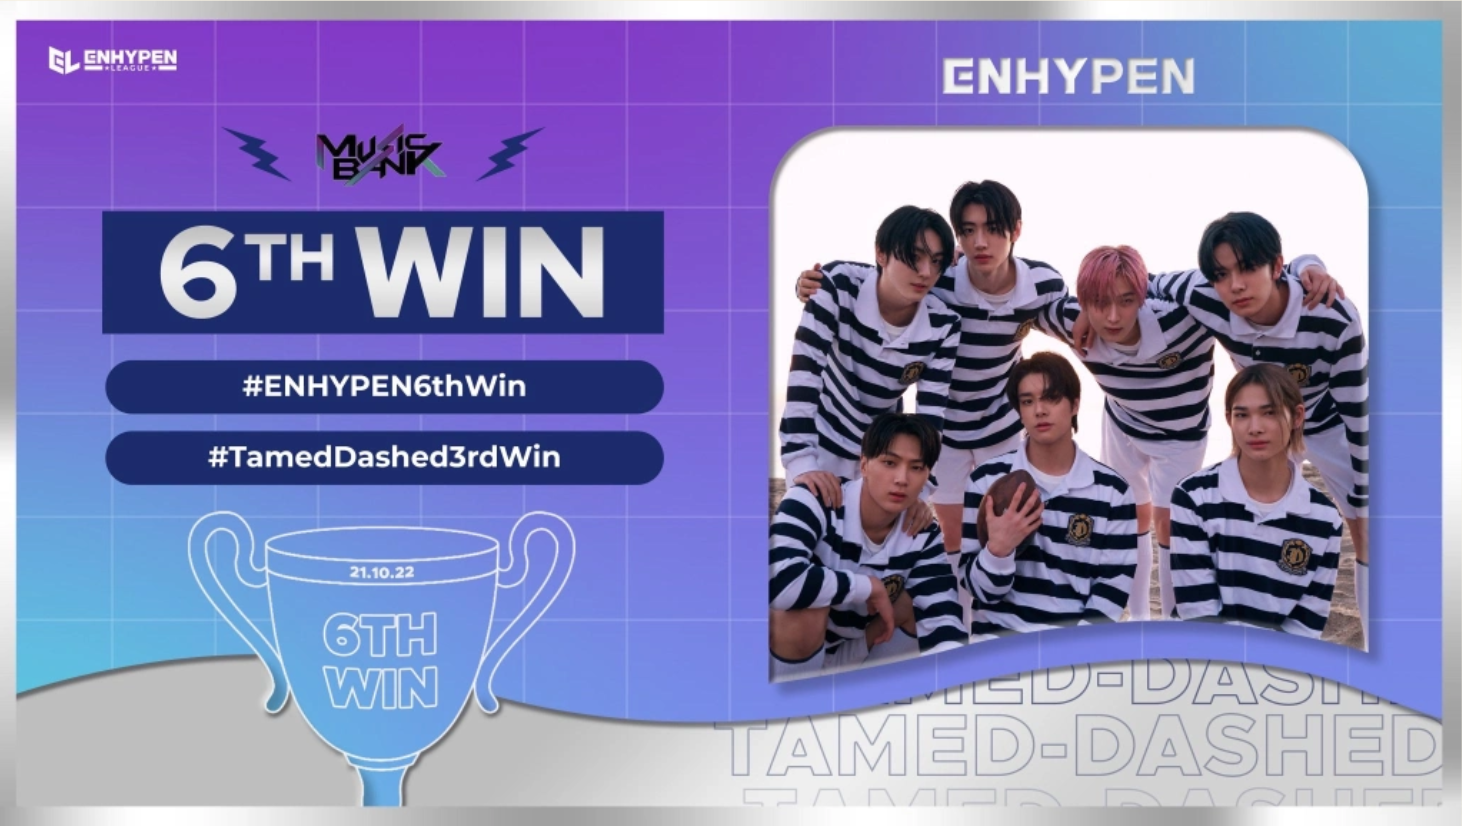 ENHYPEN
LEAGUE
ENHYPEN
MUSIC
BANK
6TH WIN
#ENHYPEN6thWin
#TamedDashed3rdWin
21.10.22
6TH
WIN
TAMED-DASHED
TAMED-DASHED